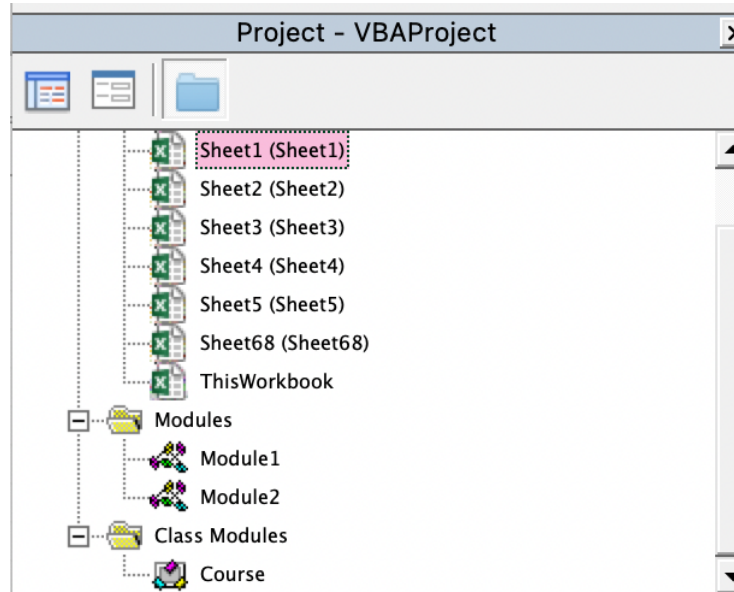 Project - VBAProject
Sheet1 (Sheet1)
Sheet2 (Sheet2)
Sheet3 (Sheet3)
Sheet4 (Sheet4)
Sheet5 (Sheet5)
Sheet68 (Sheet68)
ThisWorkbook
Modules
Module1
Module2
Class Modules
Course